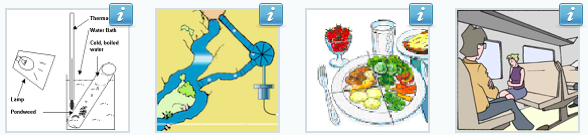 i
i
i
i
Thermo
Water Bath
Cold, boiled
water
Lamp
Pondweed